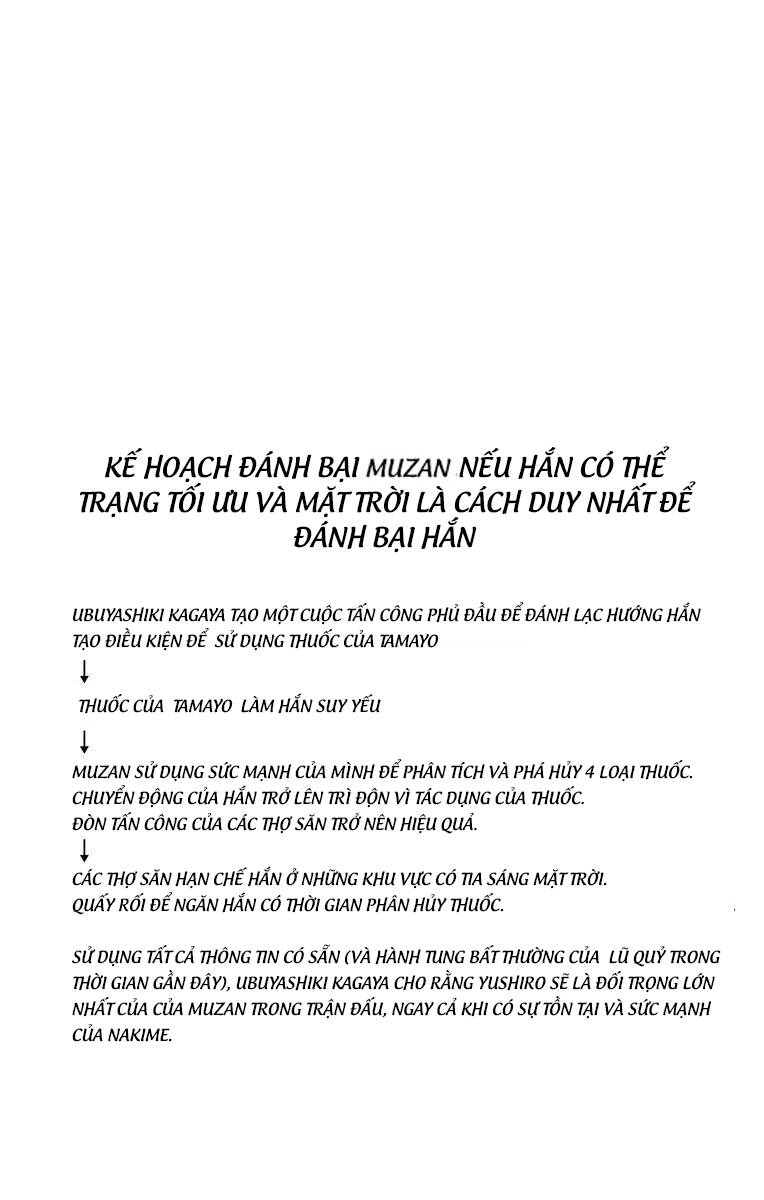 KẾ HOẠCH ĐÁNH BẠI MUZAN NẾU HẮN CÓ THỂ
TRẠNG TỐI ƯU VÀ MẶT TRỜI LÀ CÁCH DUY NHẤT ĐỂ
ĐÁNH BẠI HẮN
UBUYASHIKI KAGAYA TẠO MỘT CUỘC TẤN CÔNG PHỦ ĐẦU ĐỂ ĐÁNH LẠC HƯỚNG HẮN
TẠO ĐIỀU KIỆN ĐỂ SỬ DỤNG THUỐC CỦA TAMAYO
↓
THUỐC CỦA TAMAYO LÀM HẮN SUY YẾU
↓
MUZAN SỬ DỤNG SỨC MẠNH CỦA MÌNH ĐỂ PHÂN TÍCH VÀ PHÁ HỦY 4 LOẠI THUỐC.
CHUYỂN ĐỘNG CỦA HẮN TRỞ LÊN TRÌ ĐỘN VÌ TÁC DỤNG CỦA THUỐC.
ĐÒN TẤN CÔNG CỦA CÁC THỢ SĂN TRỞ NÊN HIỆU QUẢ.
↓
CÁC THỢ SĂN HẠN CHẾ HẮN Ở NHỮNG KHU VỰC CÓ TIA SÁNG MẶT TRỜI.
QUẤY RỐI ĐỂ NGĂN HẮN CÓ THỜI GIAN PHÂN HỦY THUỐC.
SỬ DỤNG TẤT CẢ THÔNG TIN CÓ SẴN (VÀ HÀNH TUNG BẤT THƯỜNG CỦA LŨ QUỶ TRONG
THỜI GIAN GẦN ĐÂY), UBUYASHIKI KAGAYA CHO RẰNG YUSHIRO SẼ LÀ ĐỐI TRỌNG LỚN
NHẤT CỦA CỦA MUZAN TRONG TRẬN ĐẤU, NGAY CẢ KHI CÓ SỰ TỒN TẠI VÀ SỨC MẠNH
CỦA NAKIME.